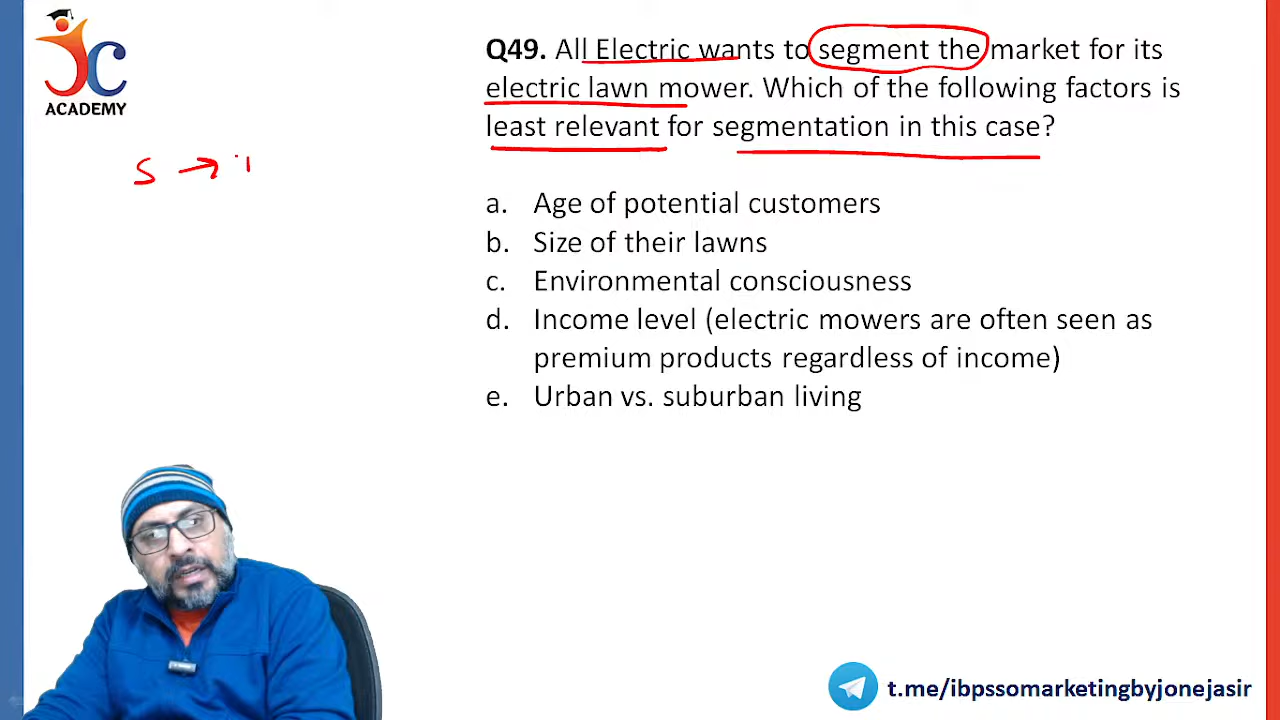 JC
ACADEMY
Q49. All Electric wants to segment the market for its
electric lawn mower. Which of the following factors is
least relevant for segmentation in this case?
S →
a. Age of potential customers
b. Size of their lawns
c. Environmental consciousness
d. Income level (electric mowers are often seen as
premium products regardless of income)
e. Urban vs. suburban living
t.me/ibpssomarketingbyjonejasir